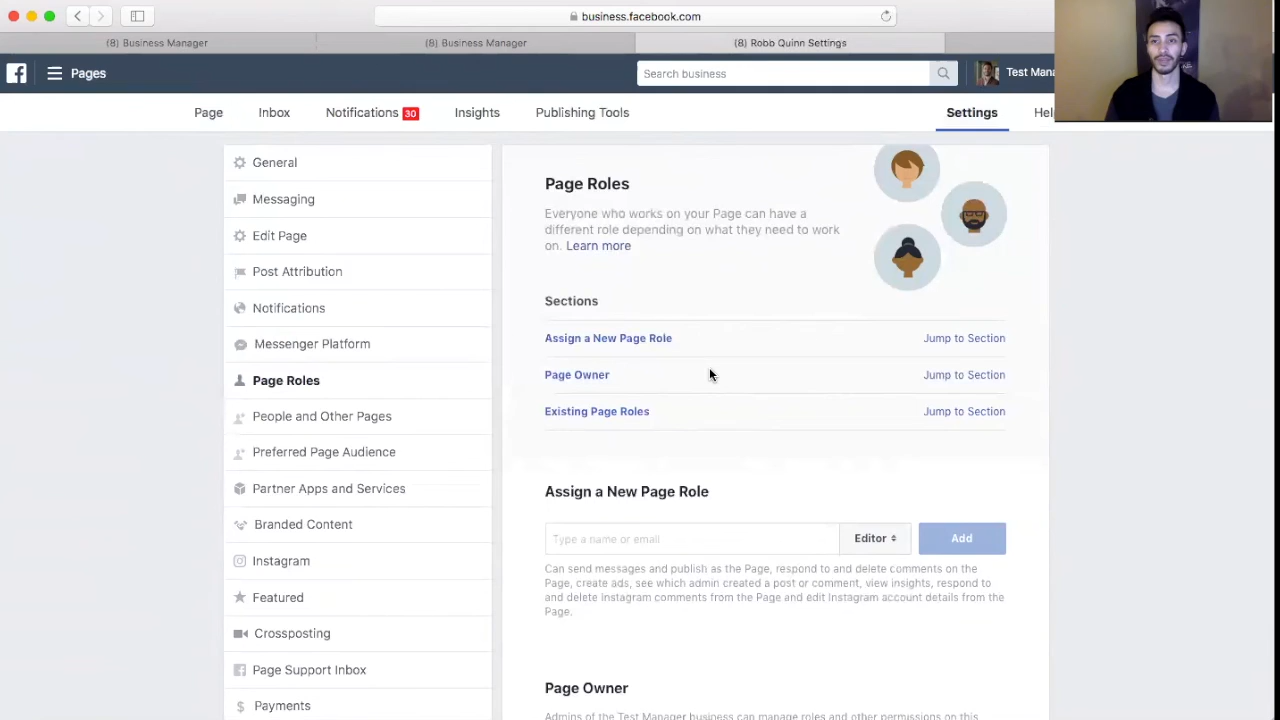 business.facebook.com
(8) Business Manager
(8) Business Manager
(8) Robb Quinn Settings
Pages
Search business
Test Mana
Page
Inbox
Notifications 30
Insights
Publishing Tools
Settings
Hel
General
Messaging
Edit Page
Post Attribution
Notifications
Messenger Platform
Page Roles
People and Other Pages
Preferred Page Audience
Partner Apps and Services
Branded Content
Instagram
Featured
Crossposting
Page Support Inbox
Payments
Page Roles
Everyone who works on your Page can have a
different role depending on what they need to work
on. Learn more
Sections
Assign a New Page Role Jump to Section
Page Owner Jump to Section
Existing Page Roles Jump to Section
Assign a New Page Role
Type a name or email Editor Add
Can send messages and publish as the Page, respond to and delete comments on the
Page, create ads, see which admin created a post or comment, view insights, respond to
and delete Instagram comments from the Page and edit Instagram account details from the
Page.
Page Owner
Admins of the Test Manager business can manage roles and other permissions on this